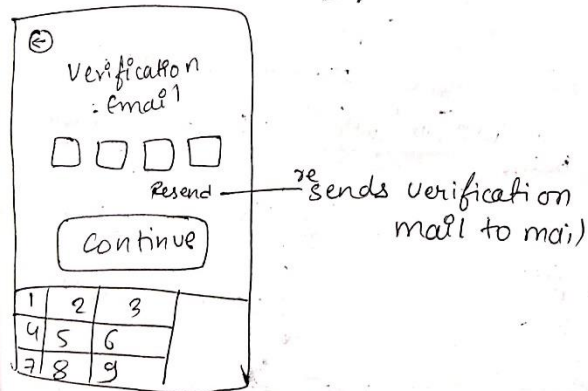 ←
Verification
: Email
Resend
resends verification
mail to mail
Continue
1 2 3
4 5 6
7 8 9